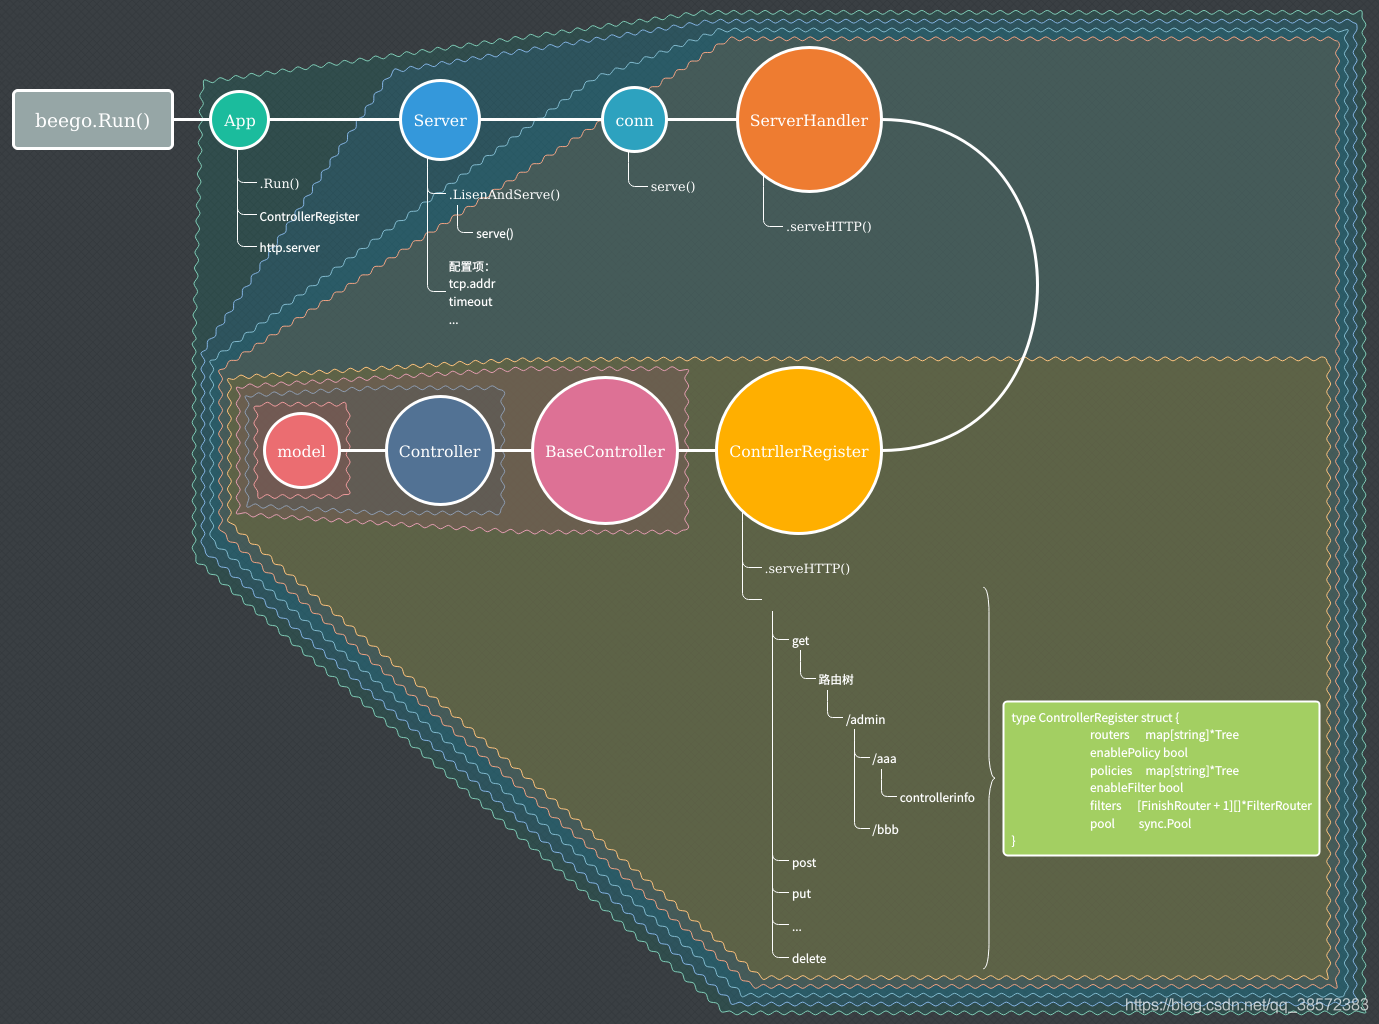 beego.Run()
App
Server
conn
ServerHandler
.Run()
ControllerRegister
http.server
.LisenAndServe()
serve()
配置项：
tcp.addr
timeout
...
serve()
.serveHTTP()
model
Controller
BaseController
ContrllerRegister
.serveHTTP()
get
路由树
/admin
/aaa
controllerinfo
/bbb
post
put
...
delete
type ControllerRegister struct {
routers map[string]*Tree
enablePolicy bool
policies map[string]*Tree
enableFilter bool
filters [FinishRouter + 1][]*FilterRouter
pool sync.Pool
}
https://blog.csdn.net/qq_38572383